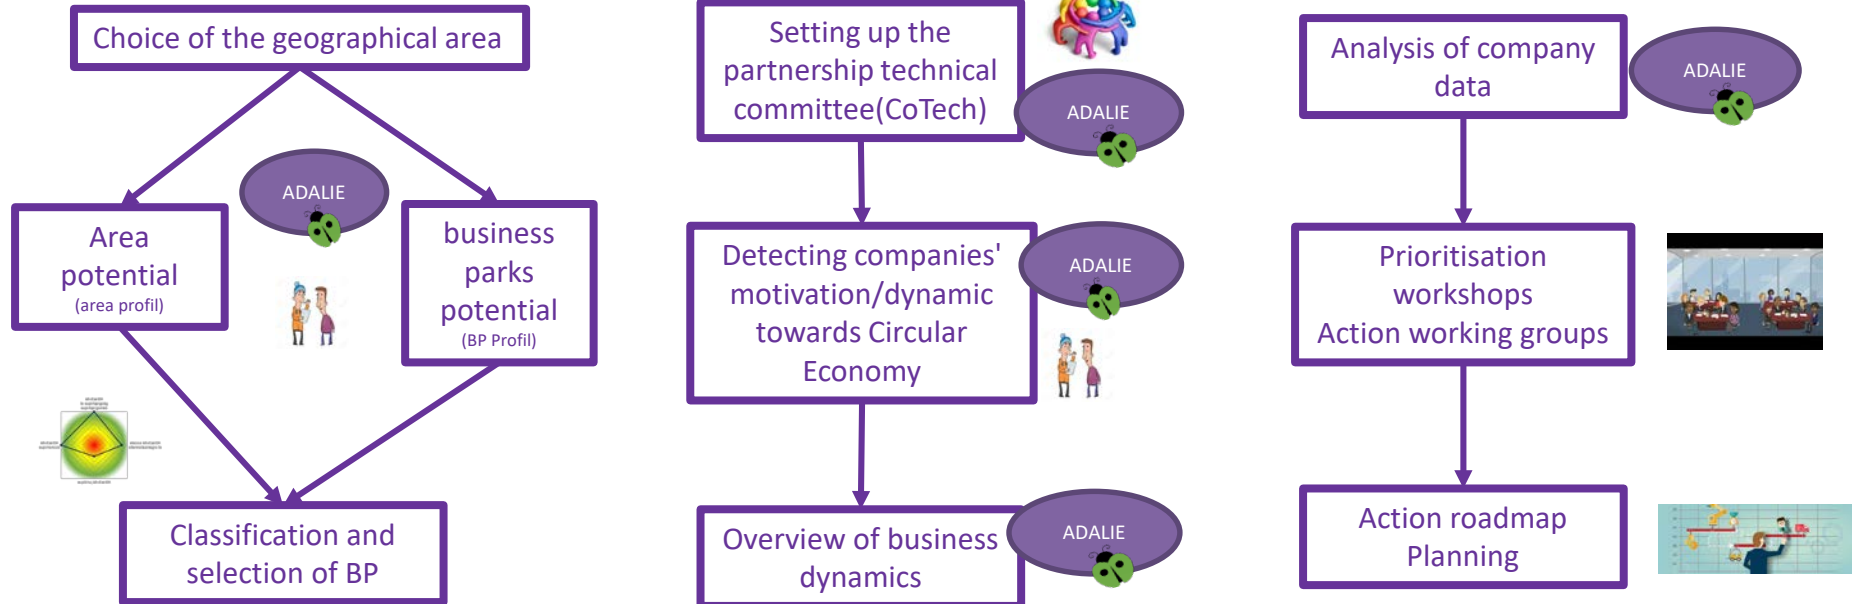 Choice of the geographical area
ADALIE
Area
potential
(area profil)
business
parks
potential
(BP Profil)
Classification and
selection of BP
Setting up the
partnership technical
committee(CoTech)
ADALIE
Detecting companies'
motivation/dynamic
towards Circular
Economy
ADALIE
Overview of business
dynamics
ADALIE
Analysis of company
data
ADALIE
Prioritisation
workshops
Action working groups
Action roadmap
Planning